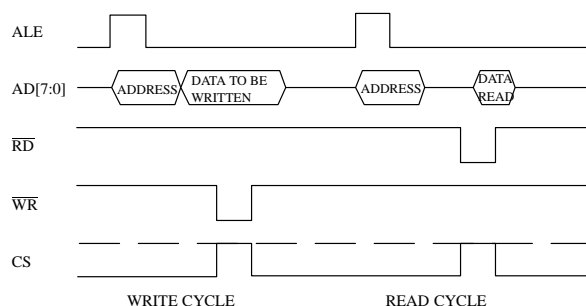 ALE
AD[7:0]
ADDRESS
DATA TO BE
WRITTEN
ADDRESS
DATA
READ
RD
WR
CS
WRITE CYCLE
READ CYCLE